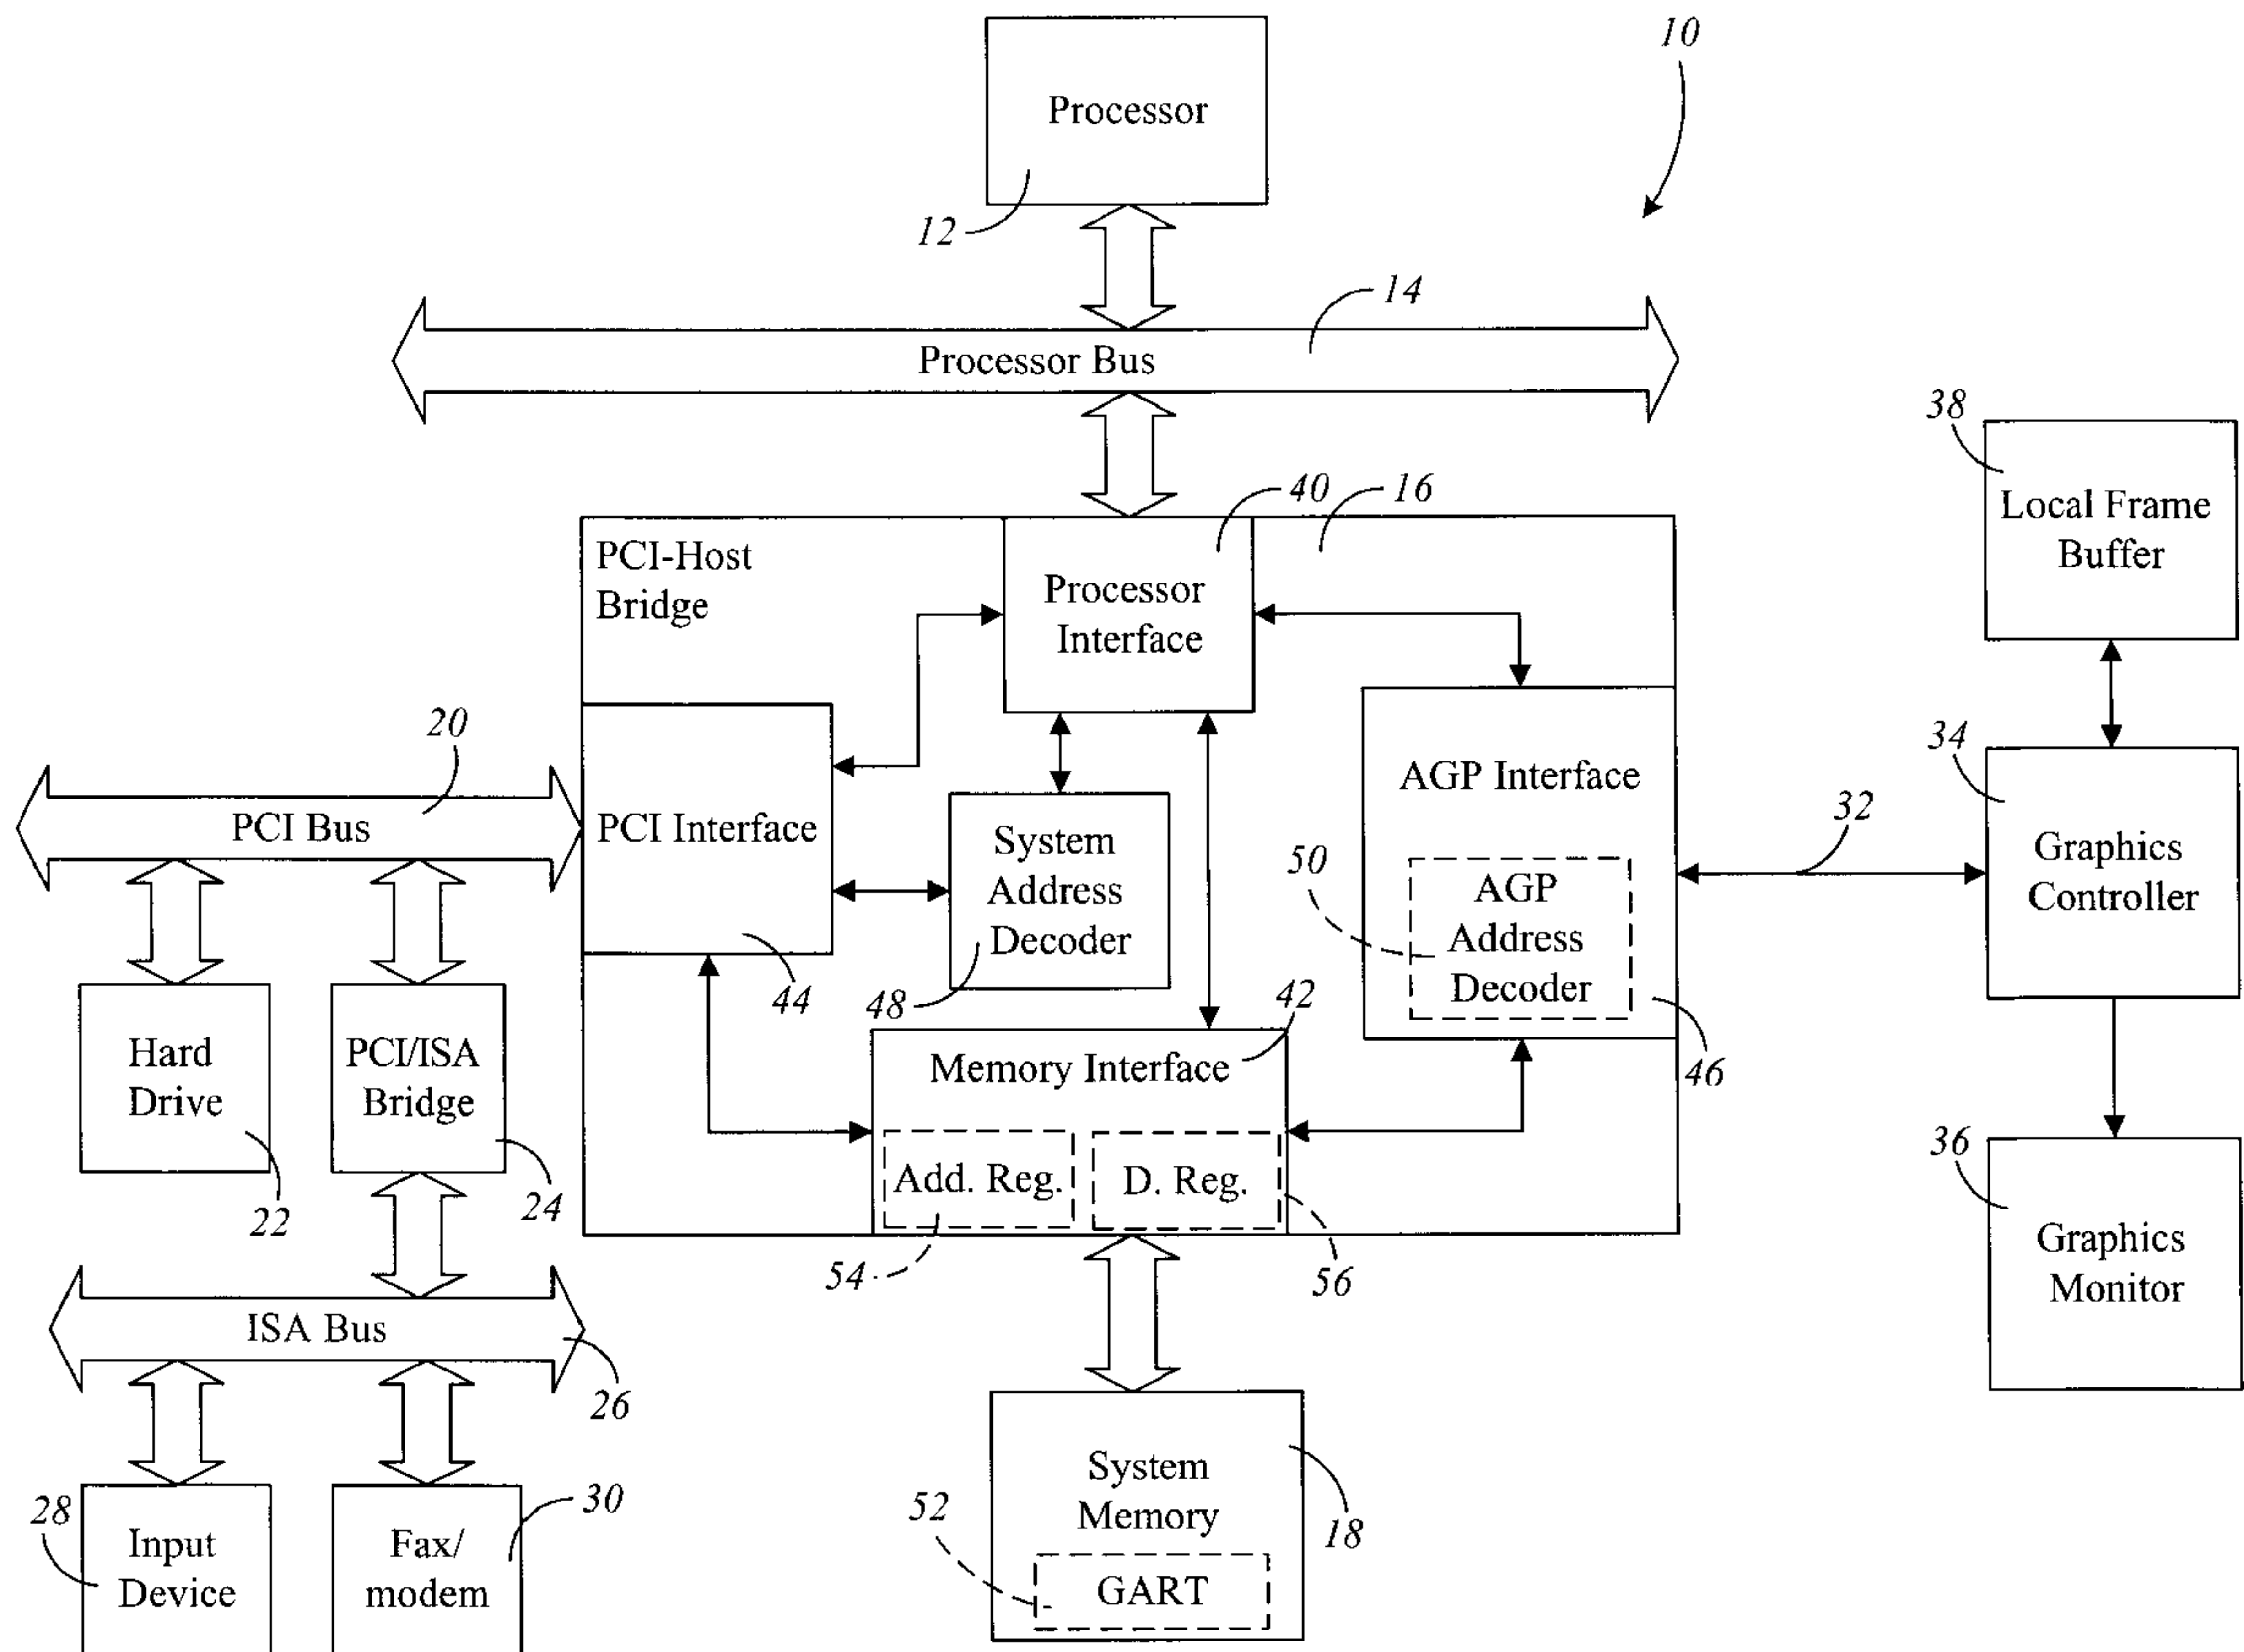 10
Processor
12
14
Processor Bus
38
Local Frame
Buffer
40
16
PCI-Host
Bridge
Processor
Interface
20
PCI Bus
PCI Interface
44
System
Address
Decoder
48
AGP Interface
50
AGP
Address
Decoder
46
32
34
Graphics
Controller
42
Memory Interface
Add. Reg.
D. Reg.
54
56
Hard
Drive
22
PCI/ISA
Bridge
24
36
Graphics
Monitor
ISA Bus
26
28
Input
Device
30
Fax/
modem
System
Memory
18
52
GART